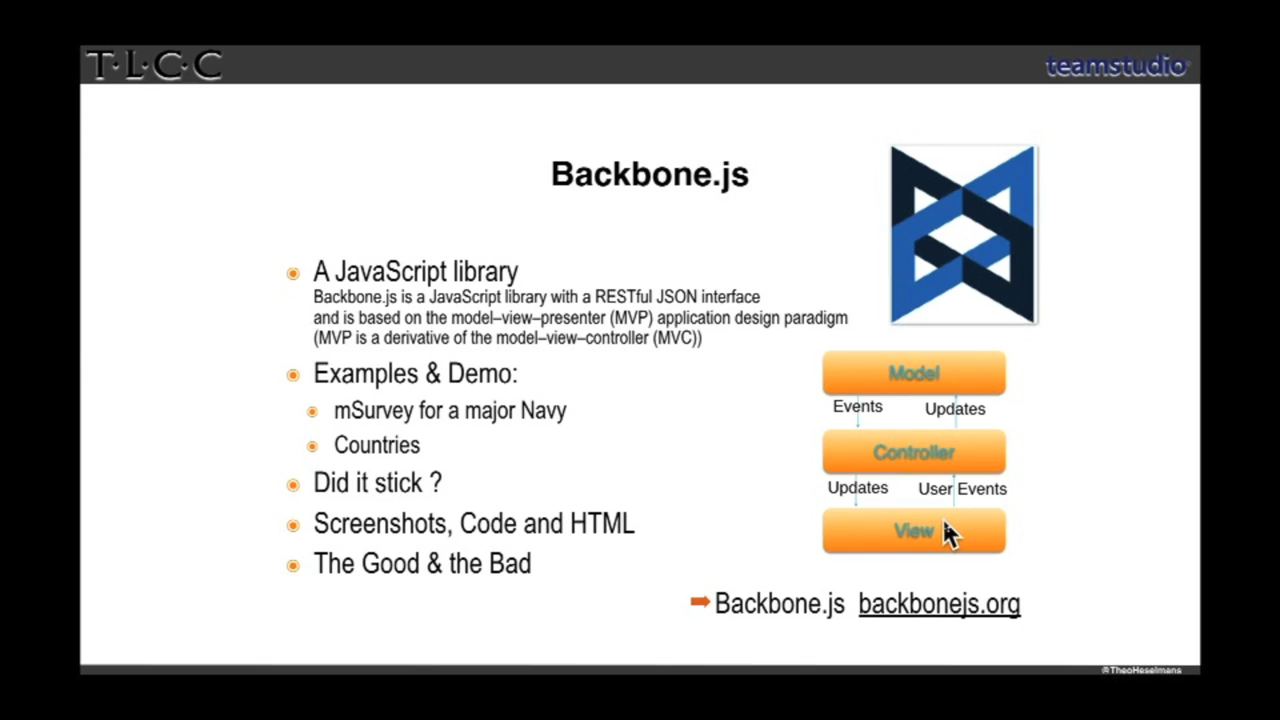 T·L·C·C
teamstudio
Backbone.js
A JavaScript library
Backbone.js is a JavaScript library with a RESTful JSON interface
and is based on the model–view–presenter (MVP) application design paradigm
(MVP is a derivative of the model–view–controller (MVC))
Examples & Demo:
mSurvey for a major Navy
Countries
Did it stick ?
Screenshots, Code and HTML
The Good & the Bad
Model
Events Updates
Controller
Updates User Events
View
Backbone.js backbonejs.org
@TheoHeselmans